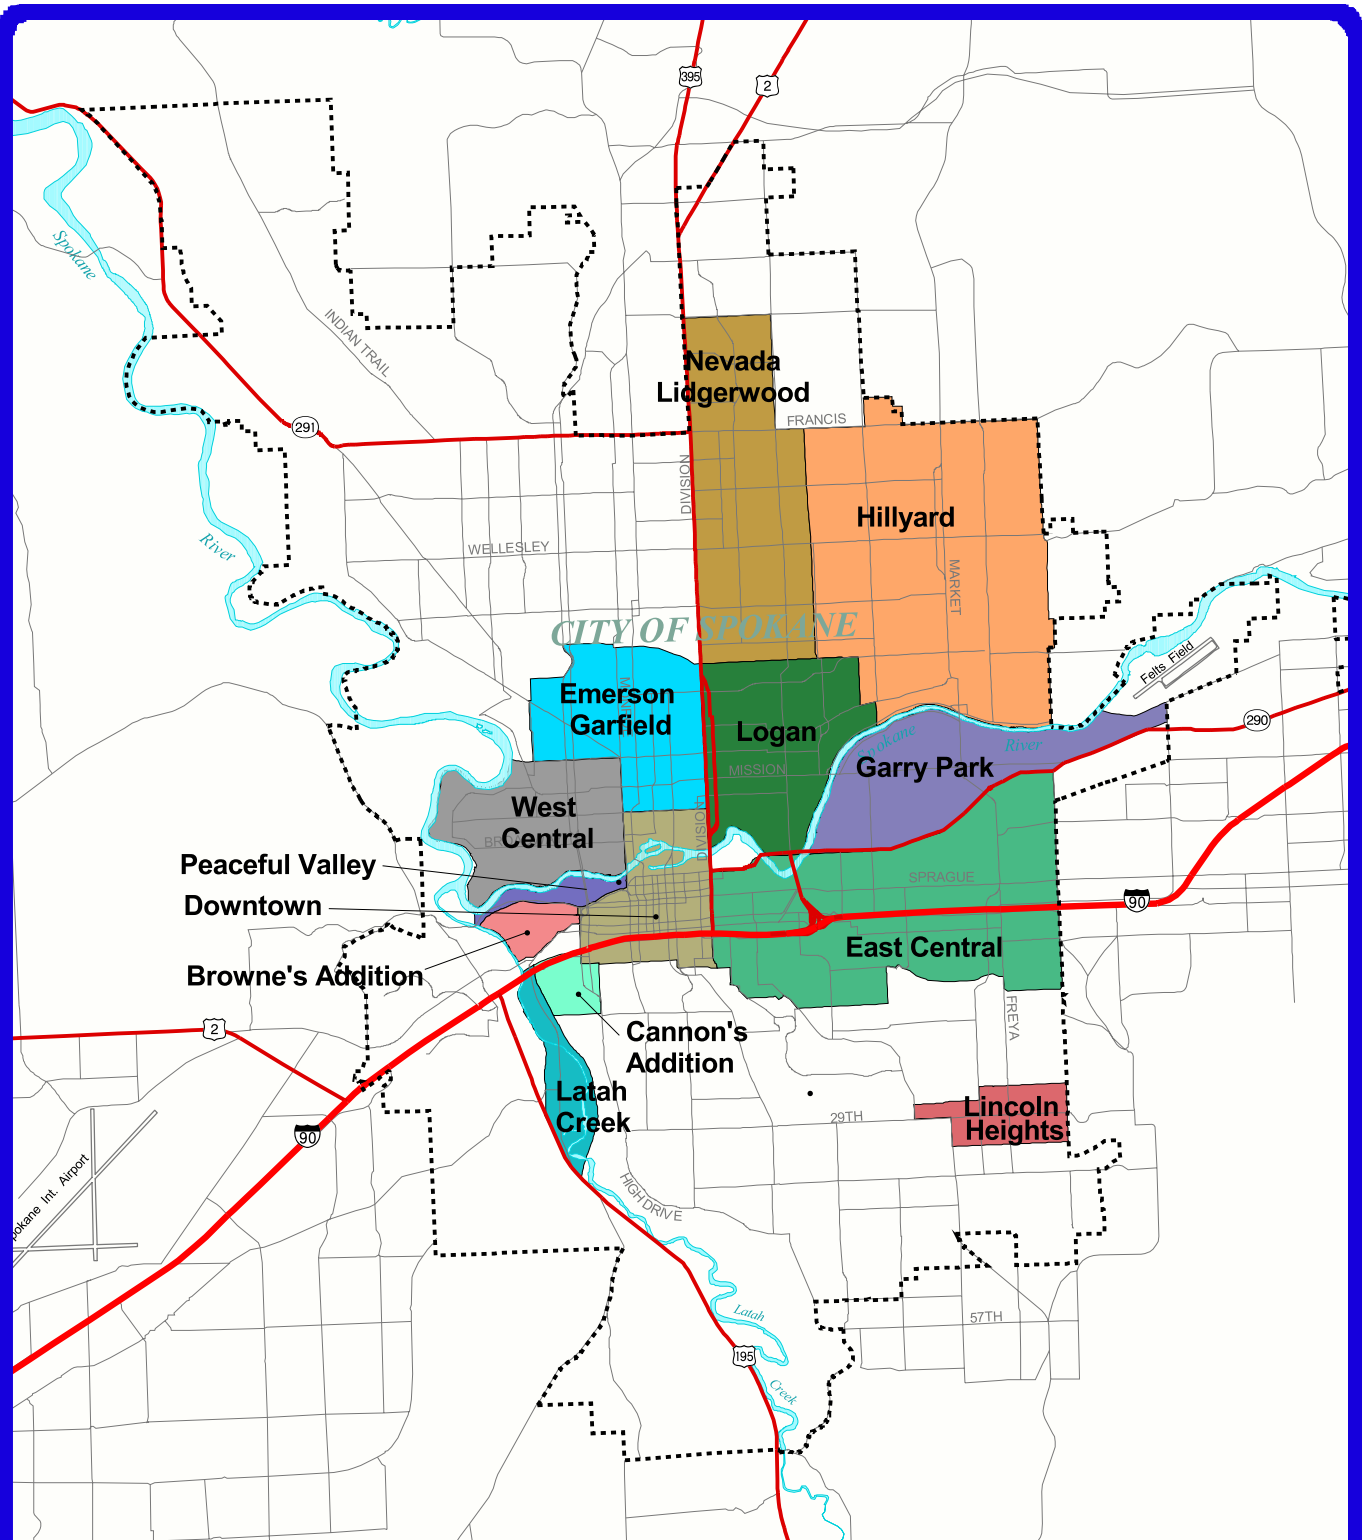 395
2
Spokane
INDIAN TRAIL
Nevada
Lidgerwood
FRANCIS
291
DIVISION
Hillyard
River
WELLESLEY
MARKET
CITY OF SPOKANE
Felts Field
Emerson
Garfield
Logan
290
Spokane
River
MISSION
Garry Park
West
Central
DIVISION
Peaceful Valley
SPRAGUE
90
Downtown
East Central
Browne's Addition
FREYA
2
Cannon's
Addition
Latah
Creek
29TH
Lincoln
Heights
90
pokane Int. Airport
HIGH DRIVE
Latah
57TH
195
Creek